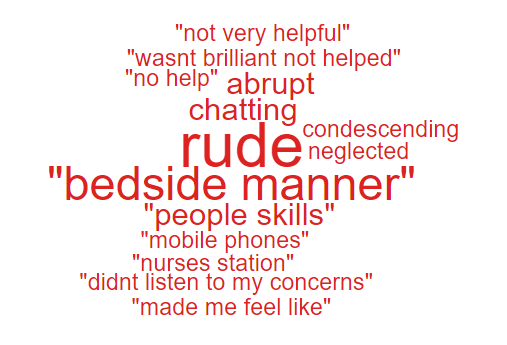 "not very helpful"
"wasnt brilliant not helped"
"no help" abrupt
chatting
rude condescending
neglected
"bedside manner"
"people skills"
"mobile phones"
"nurses station"
"didnt listen to my concerns"
"made me feel like"